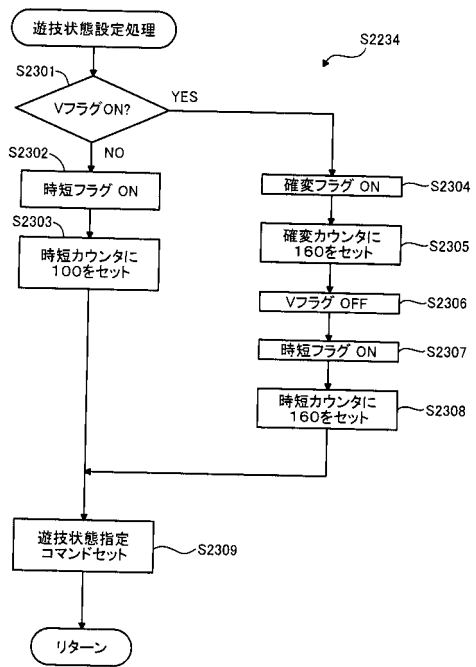 遊技状態設定処理
S2234
S2301
VフラグON?
YES
NO
S2302
時短フラグ ON
S2303
時短カウンタに
100をセット
確変フラグ ON
S2304
確変カウンタに
160をセット
S2305
Vフラグ OFF
S2306
時短フラグ ON
S2307
時短カウンタに
160をセット
S2308
遊技状態指定
コマンドセット
S2309
リターン